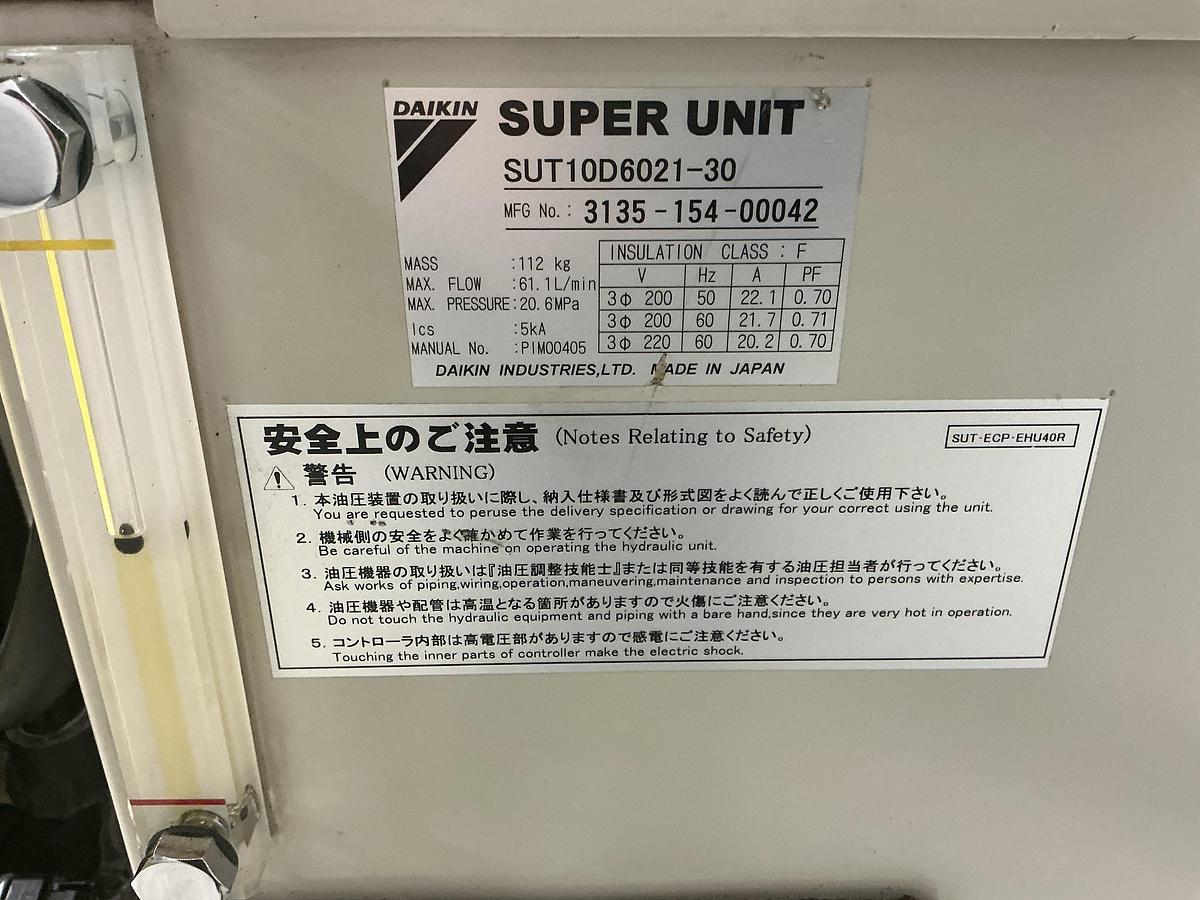 DAIKIN SUPER UNIT
SUT10D6021-30
MFG No.: 3135-154-00042
MASS :112 kg
MAX. FLOW :61.1L/min
MAX. PRESSURE:20.6MPa
Ics :5kA
MANUAL No. :PIM00405
INSULATION CLASS : F
V Hz A PF
3Φ 200 50 22.1 0.70
3Φ 200 60 21.7 0.71
3Φ 220 60 20.2 0.70
DAIKIN INDUSTRIES,LTD. MADE IN JAPAN
安全上のご注意 (Notes Relating to Safety)
SUT・ECP・EHU40R
警告 (WARNING)
1. 本油圧装置の取り扱いに際し、納入仕様書及び形式図をよく読んで正しくご使用下さい。
You are requested to peruse the delivery specification or drawing for your correct using the unit.
2. 機械側の安全をよく確かめて作業を行ってください。
Be careful of the machine on operating the hydraulic unit.
3. 油圧機器の取り扱いは『油圧調整技能士』または同等技能を有する油圧担当者が行ってください。
Ask works of piping,wiring,operation,maneuvering,maintenance and inspection to persons with expertise.
4. 油圧機器や配管は高温となる箇所がありますので火傷にご注意ください。
Do not touch the hydraulic equipment and piping with a bare hand,since they are very hot in operation.
5. コントローラ内部は高電圧部がありますので感電にご注意ください。
Touching the inner parts of controller make the electric shock.